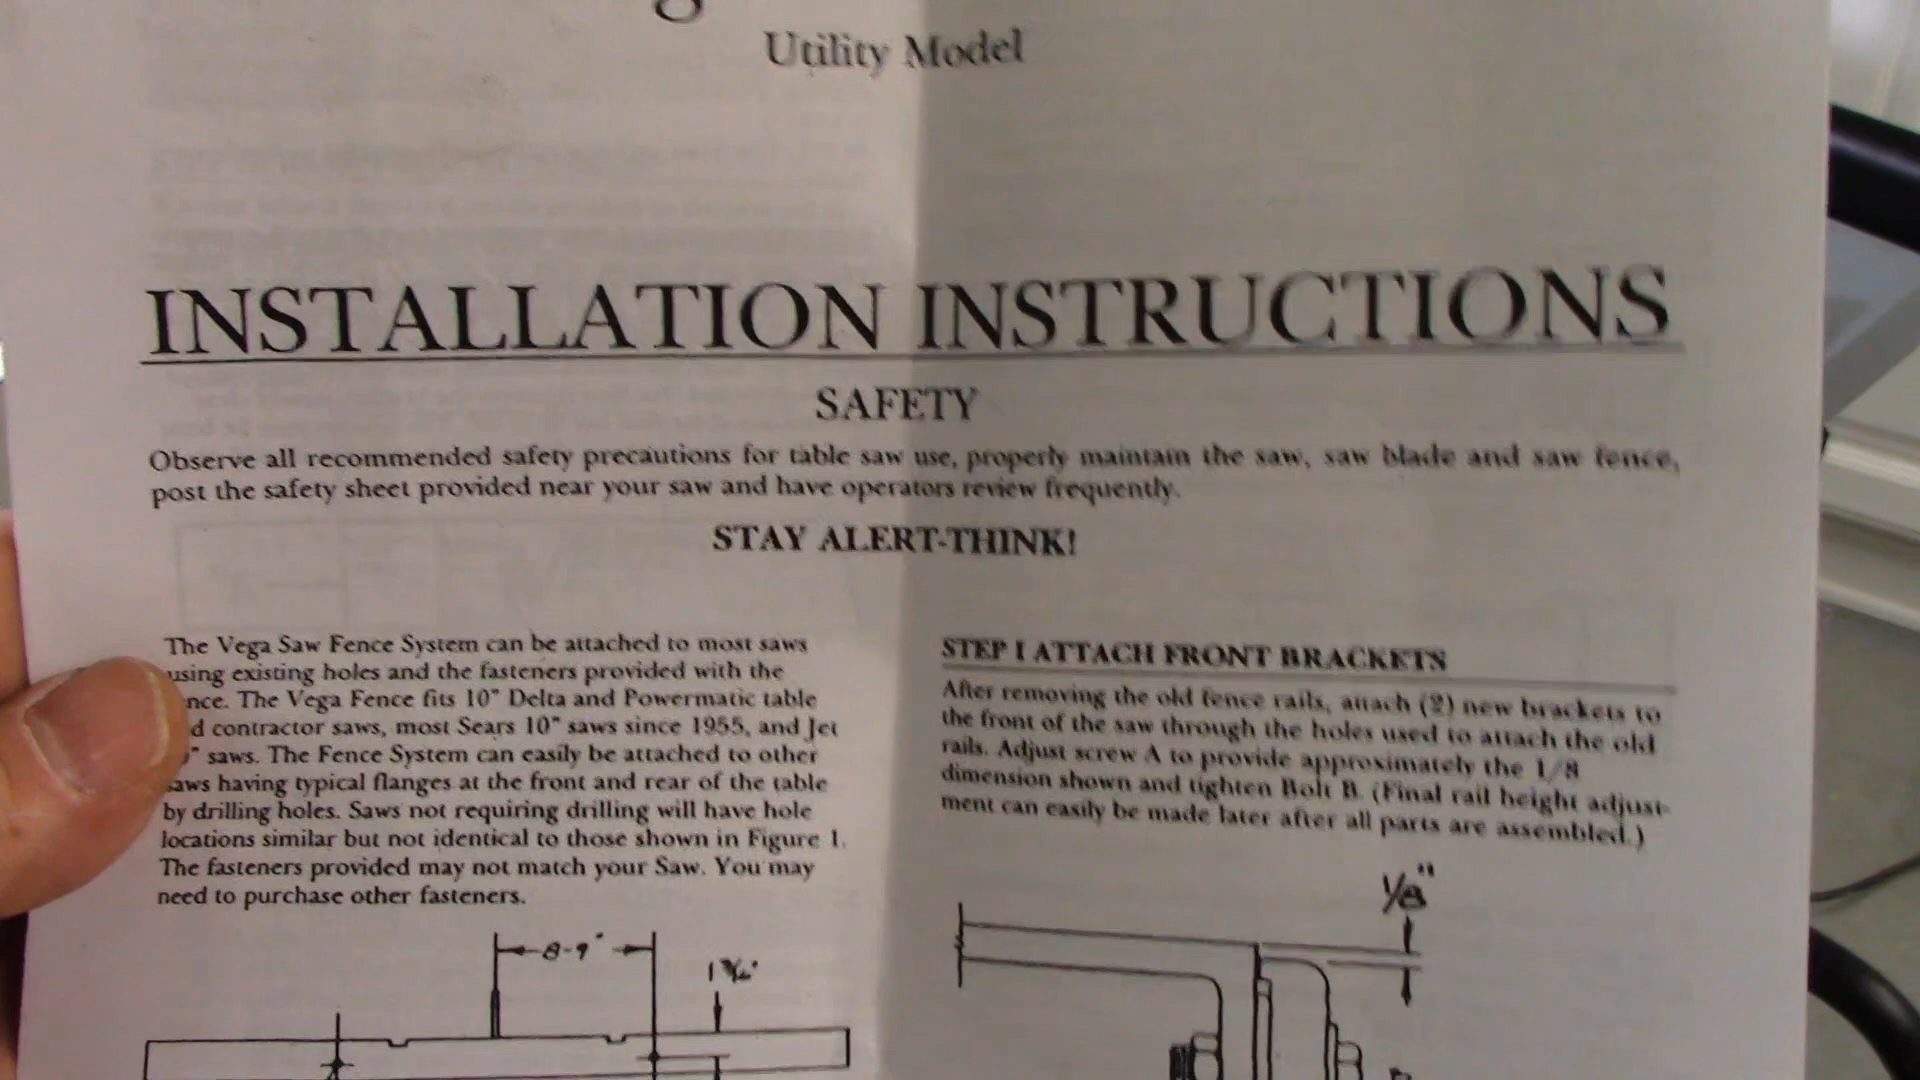 Utility Model
INSTALLATION INSTRUCTIONS
SAFETY
Observe all recommended safety precautions for table saw use, properly maintain the saw, saw blade and saw fence,
post the safety sheet provided near your saw and have operators review frequently.
STAY ALERT-THINK!
The Vega Saw Fence System can be attached to most saws
using existing holes and the fasteners provided with the
nce. The Vega Fence fits 10" Delta and Powermatic table
d contractor saws, most Sears 10" saws since 1955, and Jet
" saws. The Fence System can easily be attached to other
saws having typical flanges at the front and rear of the table
by drilling holes. Saws not requiring drilling will have hole
locations similar but not identical to those shown in Figure 1.
The fasteners provided may not match your Saw. You may
need to purchase other fasteners.
8-9"
STEP 1 ATTACH FRONT BRACKETS
After removing the old fence rails, attach (2) new brackets to
the front of the saw through the holes used to attach the old
rails. Adjust screw A to provide approximately the 1/8
dimension shown and tighten Bolt B. (Final rail height adjust-
ment can easily be made later after all parts are assembled.)
1/8"